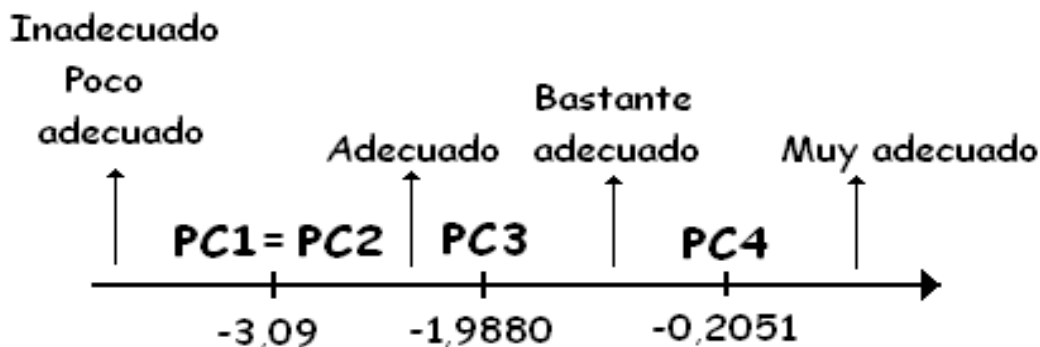 Inadecuado
Poco
adecuado
Adecuado
Bastante
adecuado
Muy adecuado
PC1 = PC2
PC3
PC4
-3,09
-1,9880
-0,2051